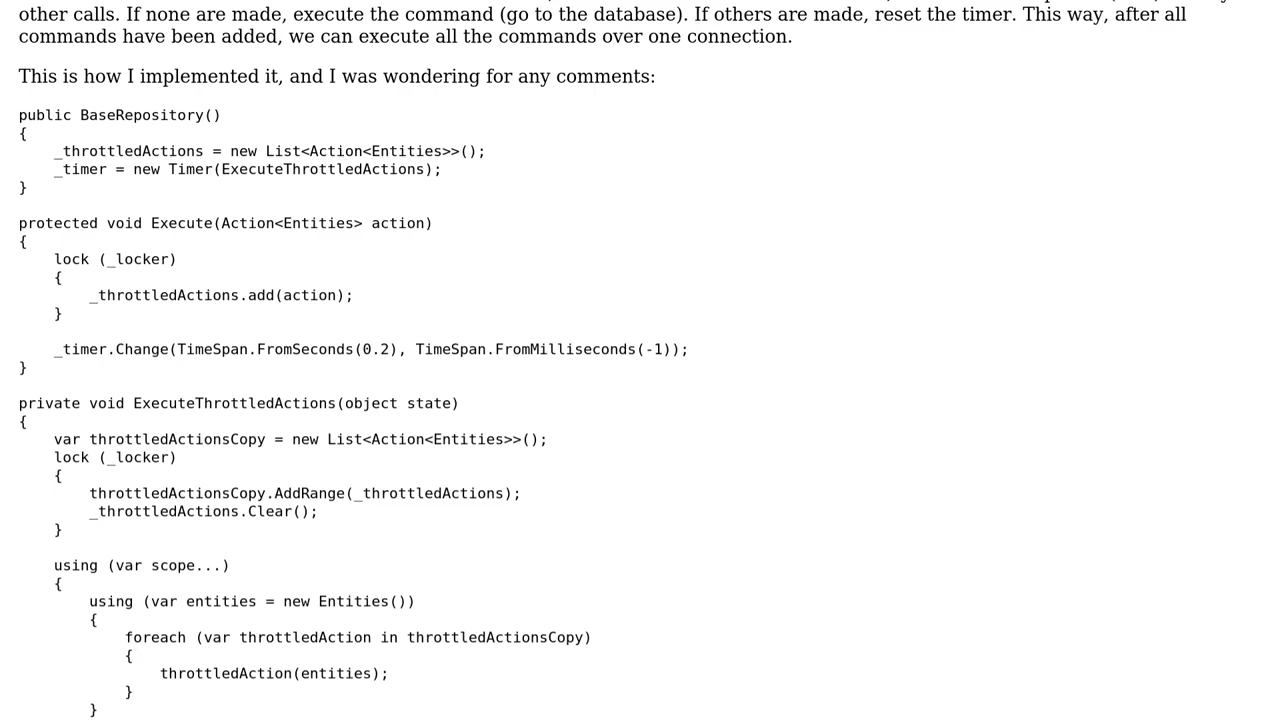 other calls. If none are made, execute the command (go to the database). If others are made, reset the timer. This way, after all
commands have been added, we can execute all the commands over one connection.
This is how I implemented it, and I was wondering for any comments:
public BaseRepository()
{
    _throttledActions = new List<Action<Entities>>();
    _timer = new Timer(ExecuteThrottledActions);
}
protected void Execute(Action<Entities> action)
{
    lock (_locker)
    {
        _throttledActions.add(action);
    }
    _timer.Change(TimeSpan.FromSeconds(0.2), TimeSpan.FromMilliseconds(-1));
}
private void ExecuteThrottledActions(object state)
{
    var throttledActionsCopy = new List<Action<Entities>>();
    lock (_locker)
    {
        throttledActionsCopy.AddRange(_throttledActions);
        _throttledActions.Clear();
    }
    using (var scope...)
    {
        using (var entities = new Entities())
        {
            foreach (var throttledAction in throttledActionsCopy)
            {
                throttledAction(entities);
            }
        }